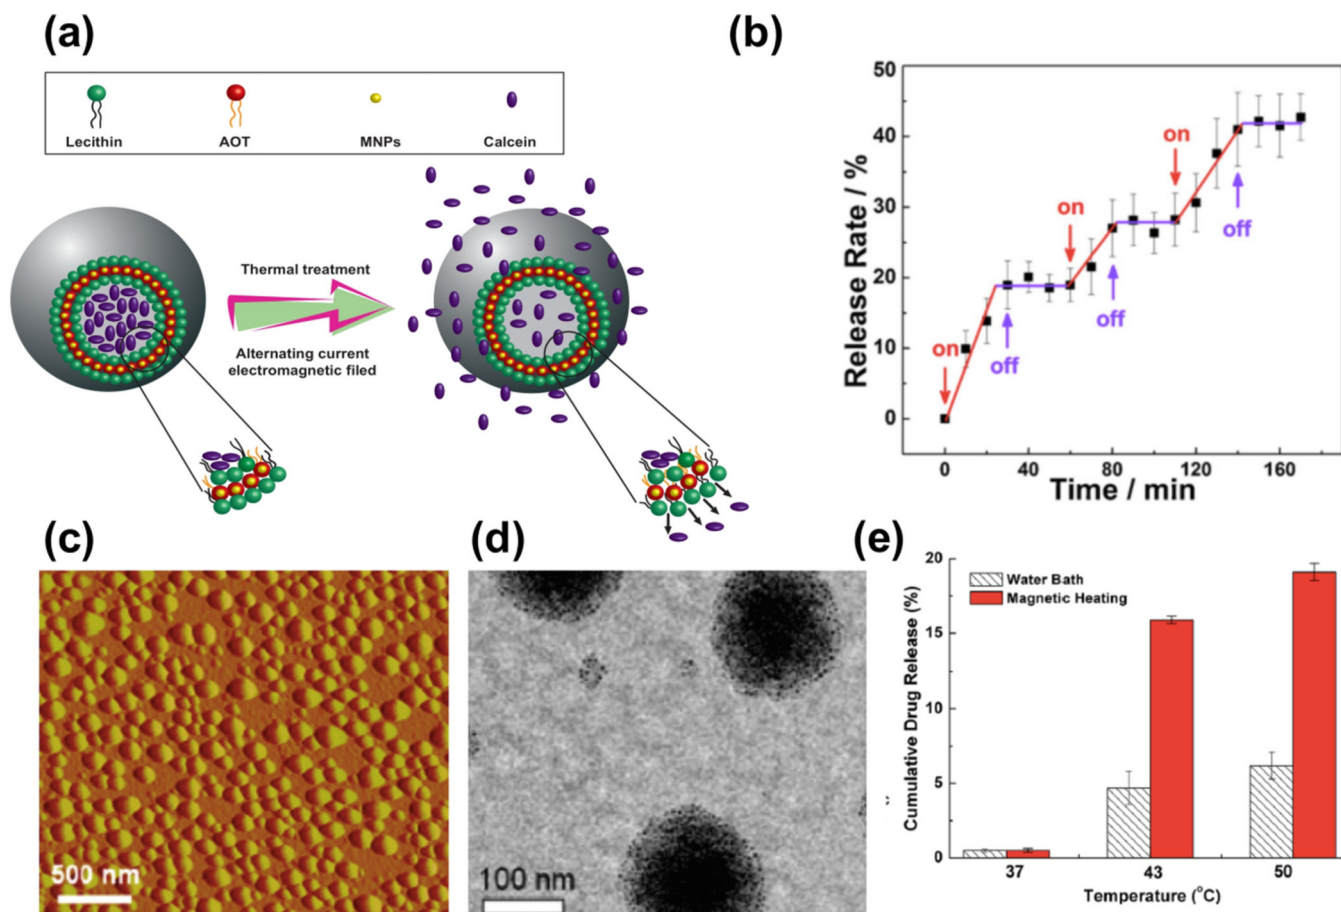 (a)
Lecithin AOT MNPs Calcein
Thermal treatment
Alternating current
electromagnetic filed
(b)
Release Rate / %
50
40
30
20
10
0
on
off
on
off
on
off
0 40 80 120 160
Time / min
(c)
500 nm
(d)
100 nm
(e)
Cumulative Drug Release (%)
20
15
10
5
0
Water Bath
Magnetic Heating
37 43 50
Temperature (°C)